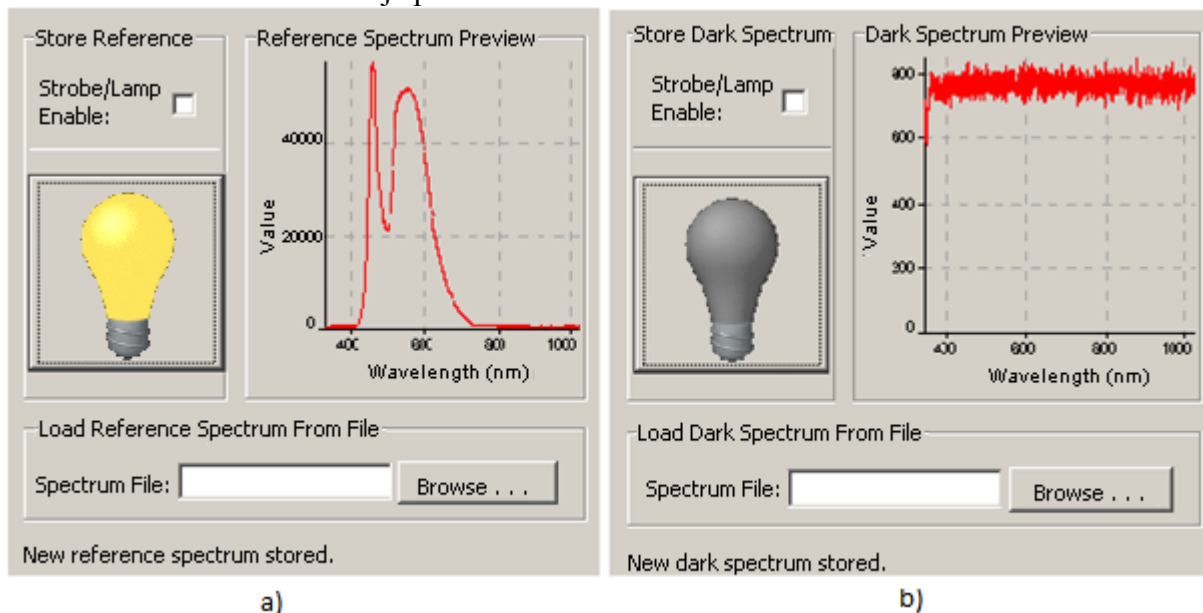 Store Reference
Strobe/Lamp
Enable:
Reference Spectrum Preview
40000
20000
0
Value
400
600
800
1000
Wavelength (nm)
Load Reference Spectrum From File
Spectrum File:
Browse . . .
New reference spectrum stored.
a)
Store Dark Spectrum
Strobe/Lamp
Enable:
Dark Spectrum Preview
800
600
400
200
0
Value
400
600
800
1000
Wavelength (nm)
Load Dark Spectrum From File
Spectrum File:
Browse . . .
New dark spectrum stored.
b)